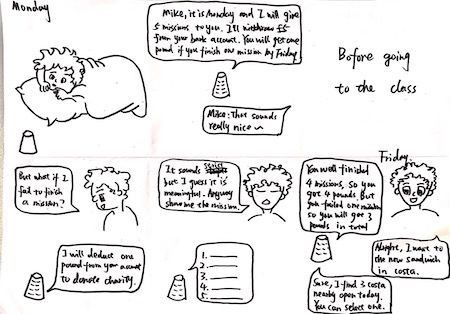 Monday
Mike, it is Monday and I will give
5 missions to you. I'll withdraw £5
from your bank account. You will get one
pound if you finish one mission by Friday
Mike: That sounds
really nice ~
Bofore going
to the class
But what if I
fail to finish
a mission?
I will deduct one
pound from your account
to donate charity.
It sounds
but I guess it is
meaningful. Anyway
show me the mission.
1.
2.
3.
4.
5.
Friday
You well finished
4 missions, so you
got 4 pounds. But
you failed one mission
so you will get 3
pounds in total
Alright, I want to
the new sandwich
in costa.
Sure, I find 3 costa
nearby open today.
You can select one.